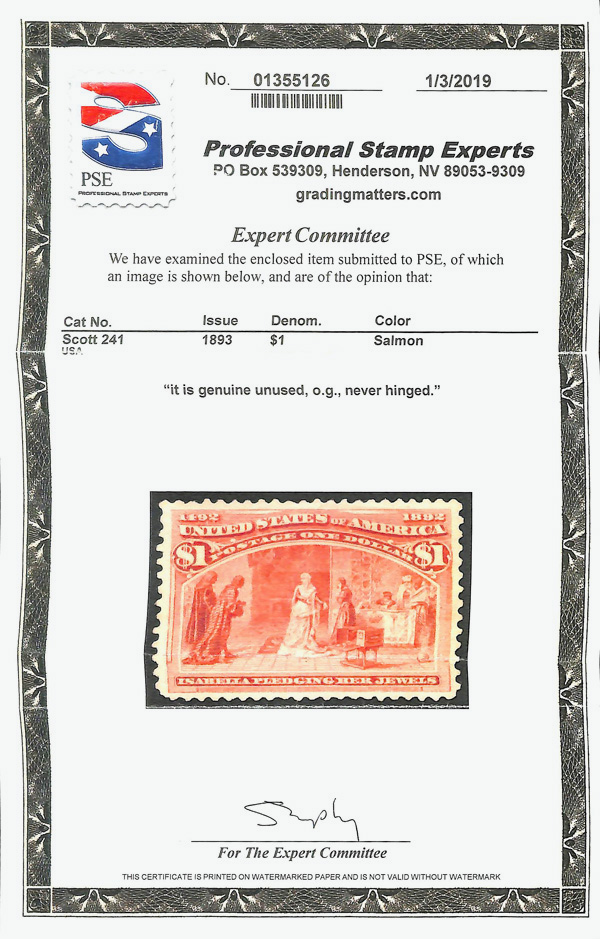 No. 01355126 1/3/2019
PSE
PROFESSIONAL STAMP EXPERTS
Professional Stamp Experts
PO Box 539309, Henderson, NV 89053-9309
gradingmatters.com
Expert Committee
We have examined the enclosed item submitted to PSE, of which
an image is shown below, and are of the opinion that:
Cat No. Issue Denom. Color
Scott 241 1893 $1 Salmon
USA
“it is genuine unused, o.g., never hinged.”
1492 1892
UNITED STATES OF AMERICA
$1 POSTAGE ONE DOLLAR $1
ISABELLA PLEDGING HER JEWELS
For The Expert Committee
THIS CERTIFICATE IS PRINTED ON WATERMARKED PAPER AND IS NOT VALID WITHOUT WATERMARK